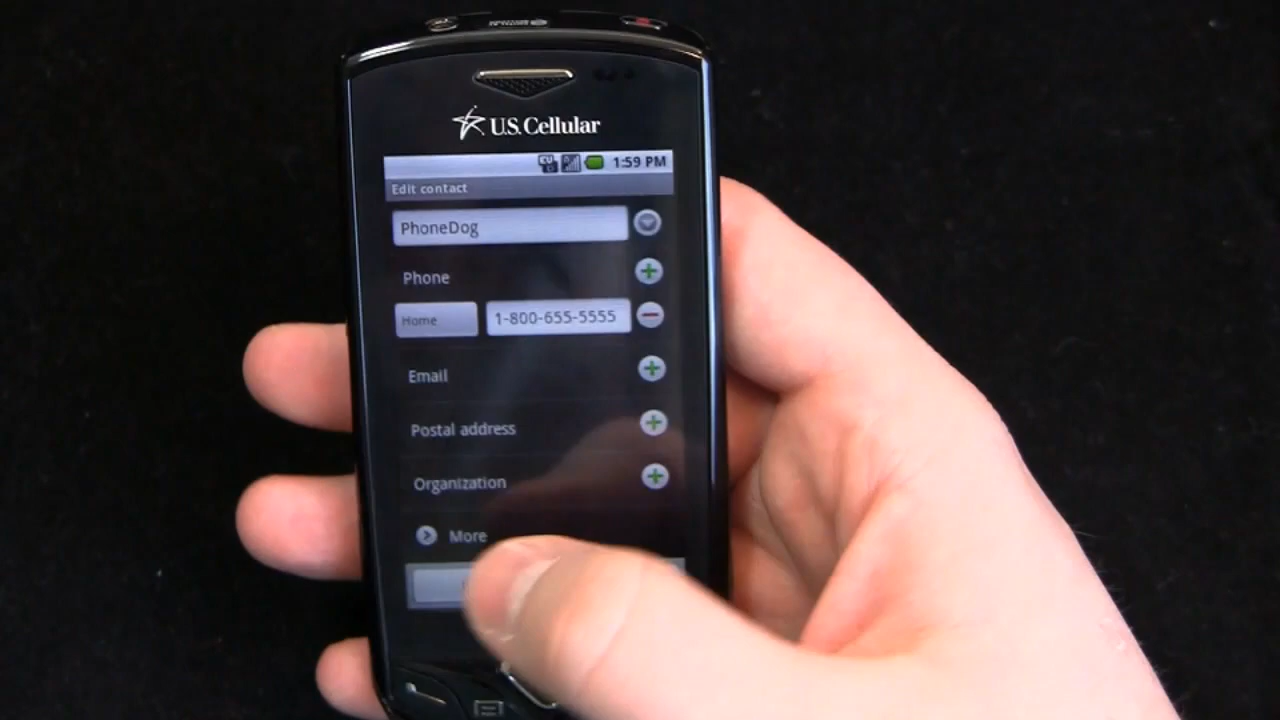 U.S. Cellular
1:59 PM
Edit contact
PhoneDog
Phone
Home
1-800-655-5555
Email
Postal address
Organization
More